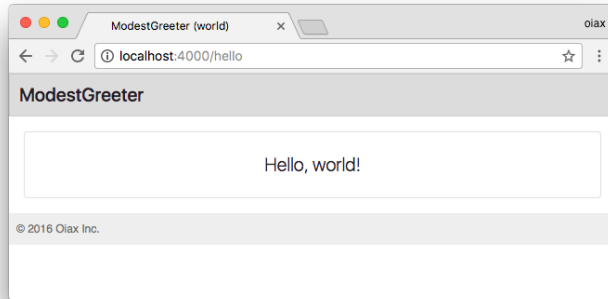 ModestGreeter (world)
oiax
localhost:4000/hello
ModestGreeter
Hello, world!
© 2016 Oiax Inc.